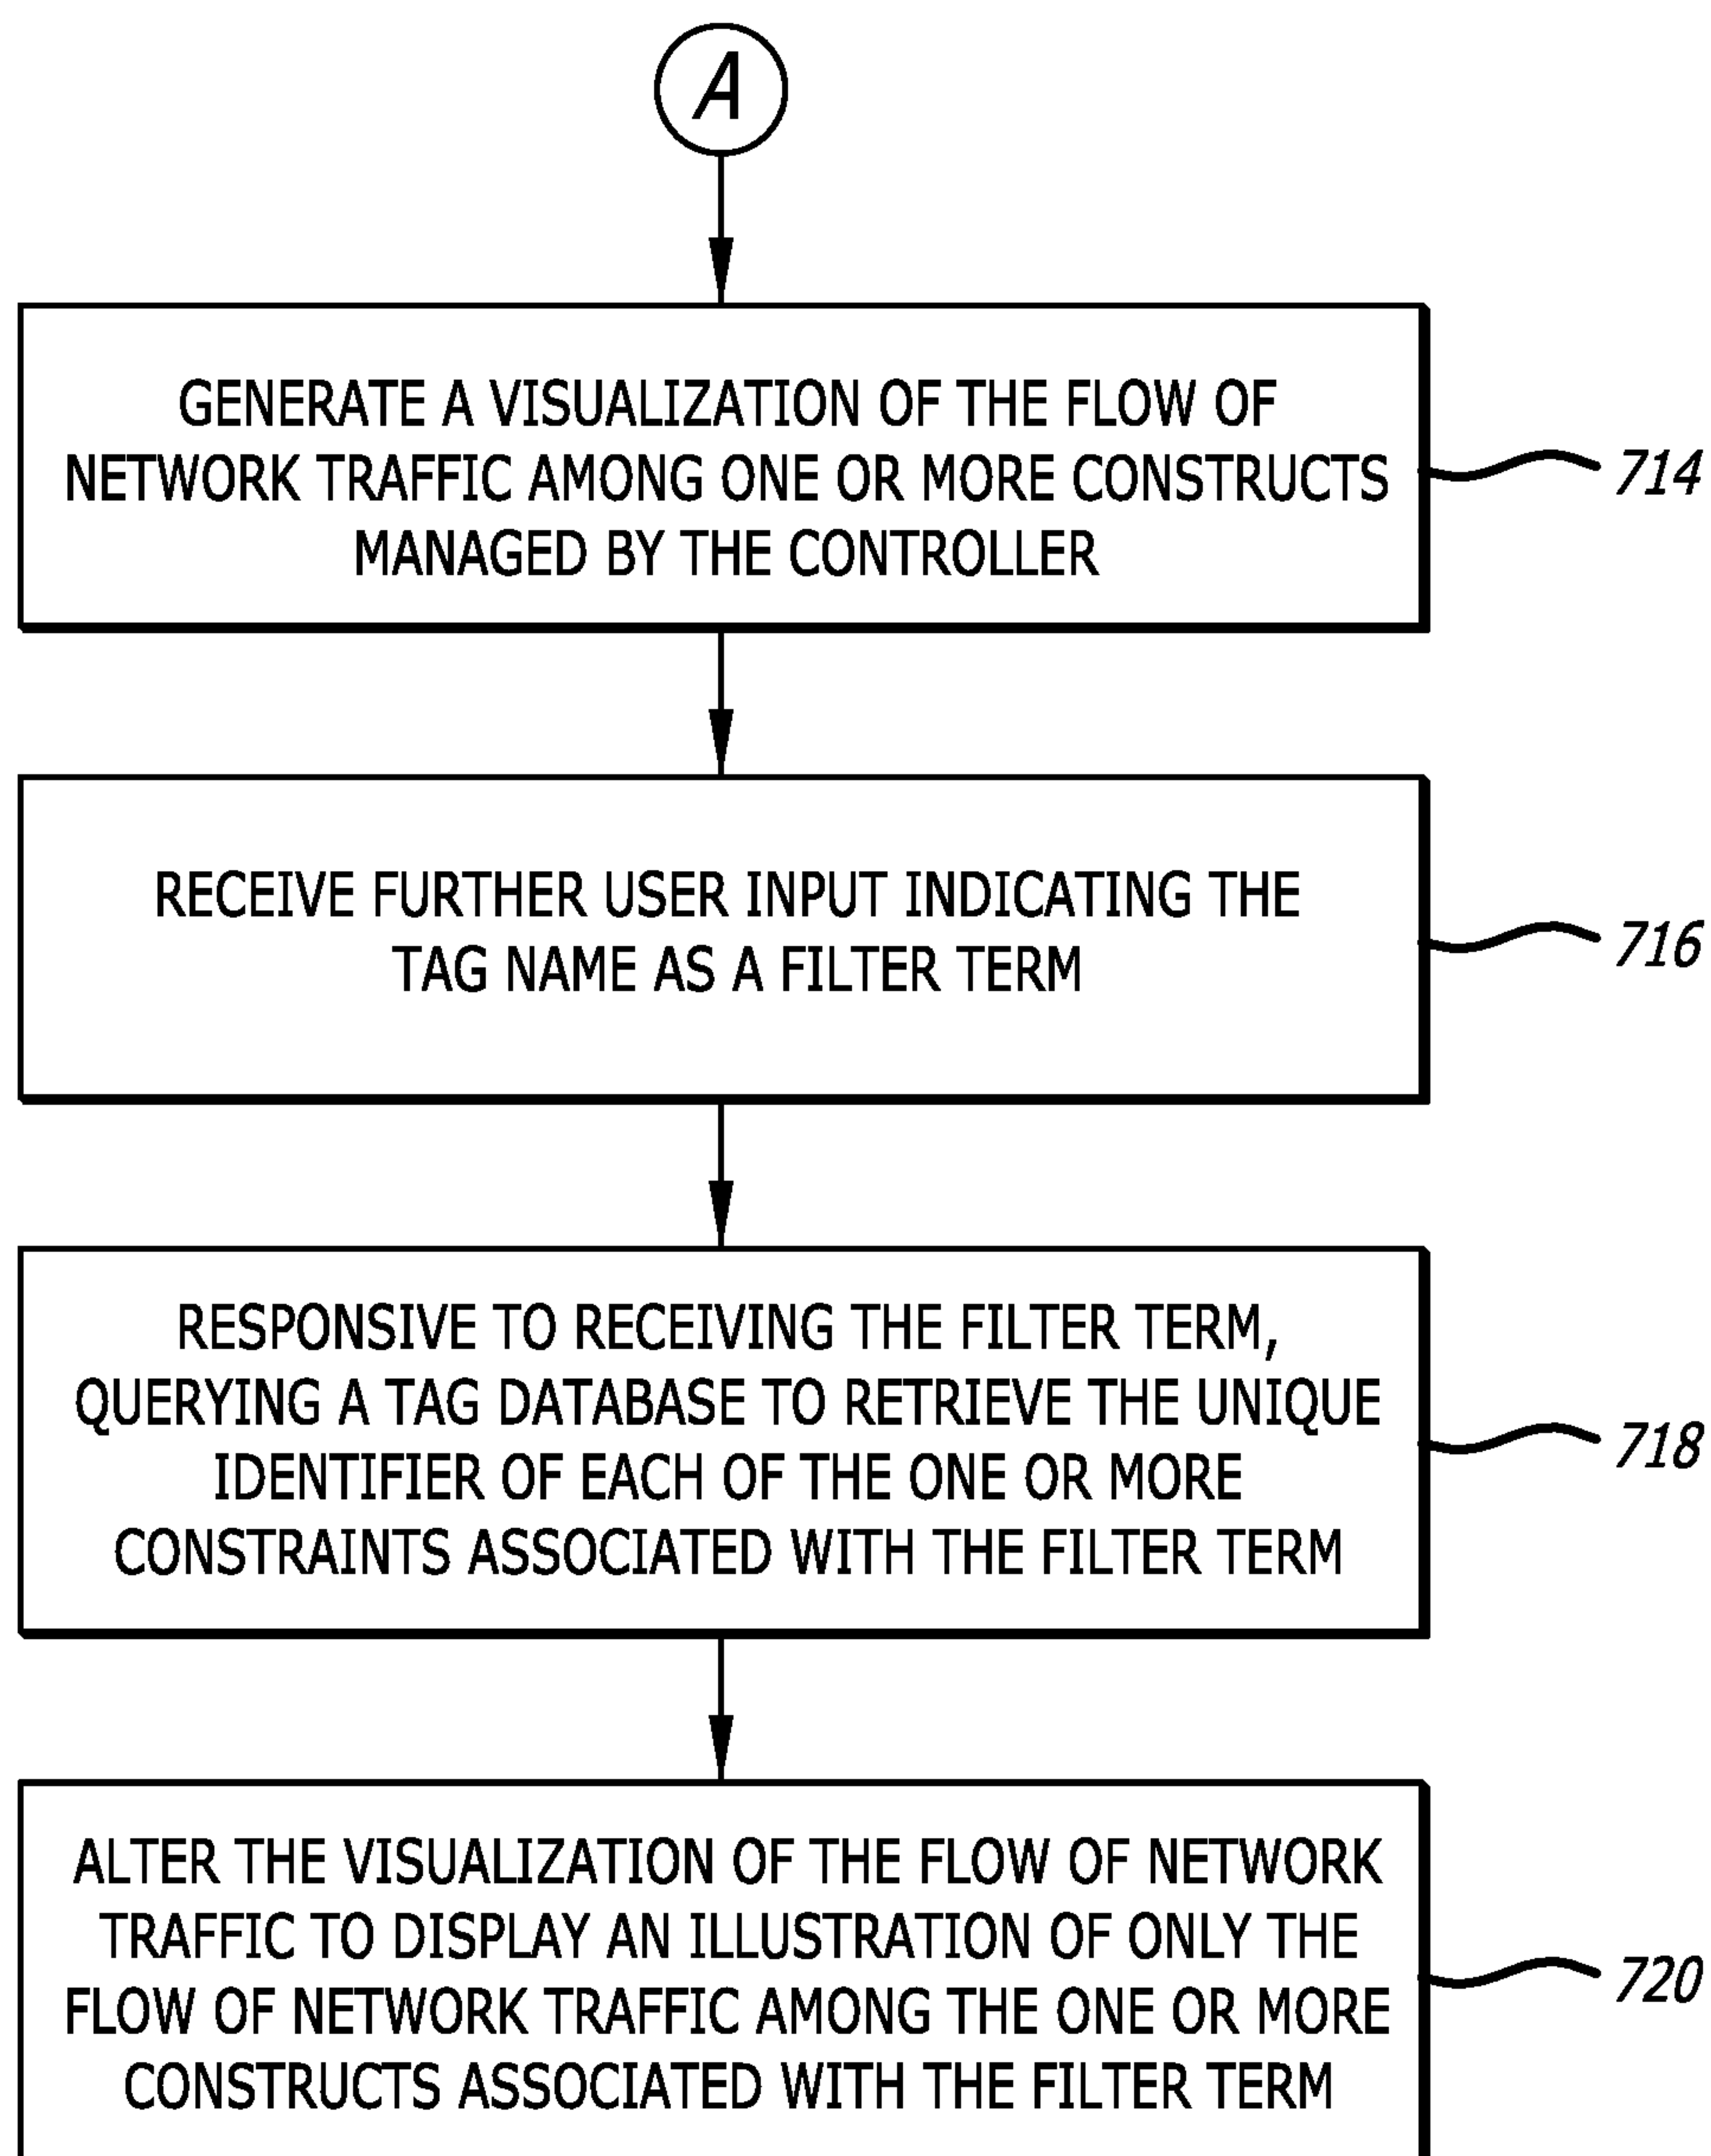 A
GENERATE A VISUALIZATION OF THE FLOW OF
NETWORK TRAFFIC AMONG ONE OR MORE CONSTRUCTS
MANAGED BY THE CONTROLLER
714
RECEIVE FURTHER USER INPUT INDICATING THE
TAG NAME AS A FILTER TERM
716
RESPONSIVE TO RECEIVING THE FILTER TERM,
QUERYING A TAG DATABASE TO RETRIEVE THE UNIQUE
IDENTIFIER OF EACH OF THE ONE OR MORE
CONSTRAINTS ASSOCIATED WITH THE FILTER TERM
718
ALTER THE VISUALIZATION OF THE FLOW OF NETWORK
TRAFFIC TO DISPLAY AN ILLUSTRATION OF ONLY THE
FLOW OF NETWORK TRAFFIC AMONG THE ONE OR MORE
CONSTRUCTS ASSOCIATED WITH THE FILTER TERM
720